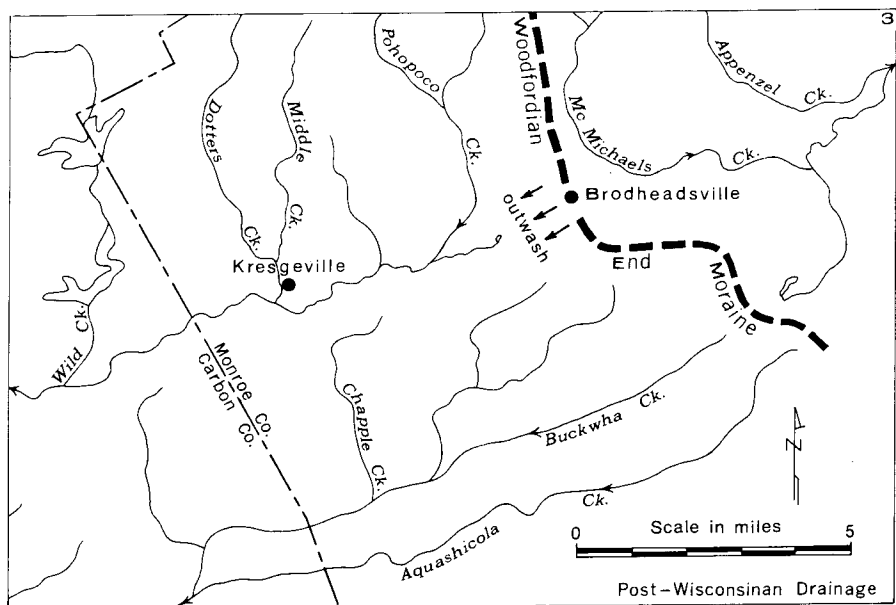 3
Woodfordian
Pohopoco
Ck.
Appenzel
Ck.
Dotters
Ck.
Middle
Ck.
Mc Michaels
Ck.
Brodheadsville
outwash
End
Moraine
Kresgeville
Wild Ck.
Monroe Co.
Carbon Co.
Chapple Ck.
Buckwha Ck.
Aquashicola
Ck.
N
Scale in miles
0
5
Post-Wisconsinan Drainage